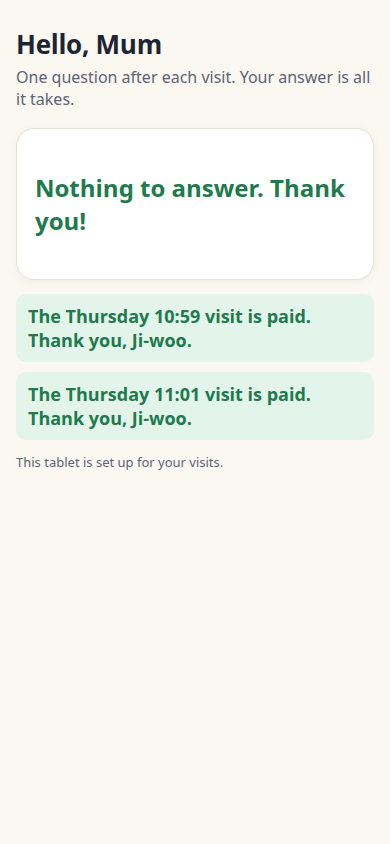 Hello, Mum
One question after each visit. Your answer is all
it takes.
Nothing to answer. Thank
you!
The Thursday 10:59 visit is paid.
Thank you, Ji-woo.
The Thursday 11:01 visit is paid.
Thank you, Ji-woo.
This tablet is set up for your visits.